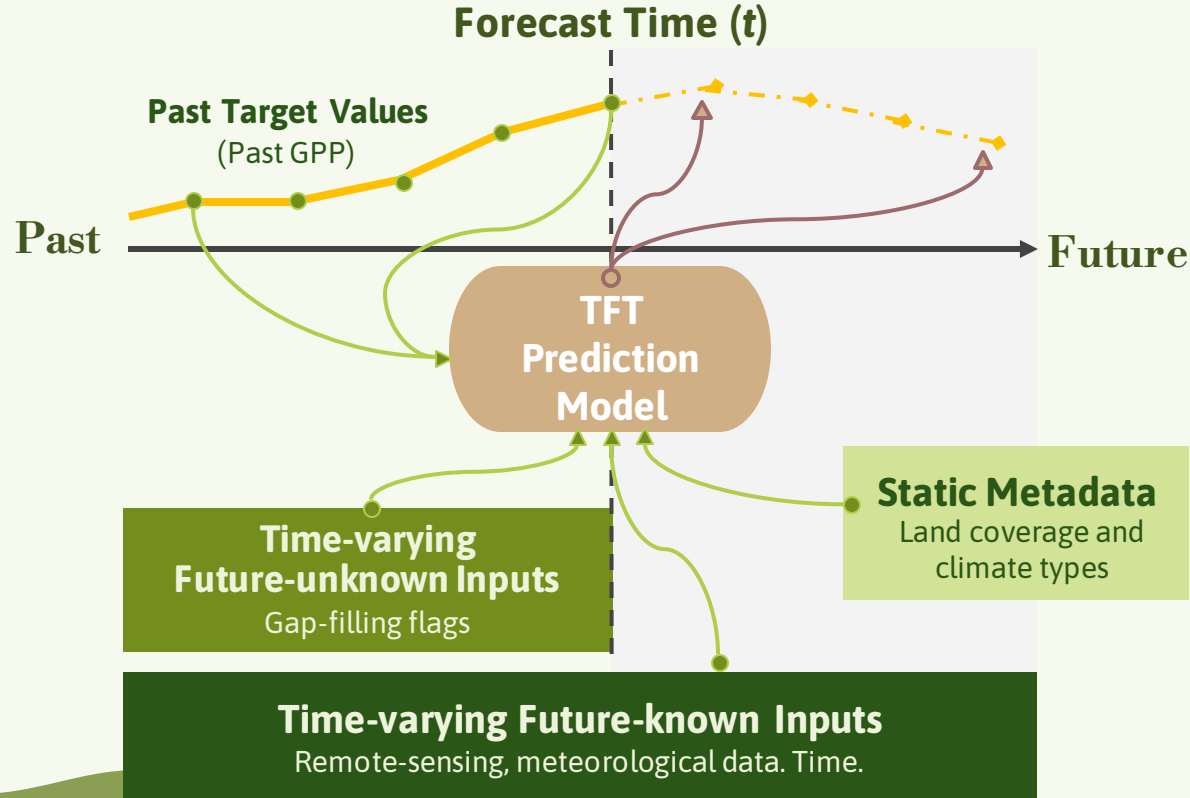 Forecast Time (t)
Past Target Values
(Past GPP)
Past
Future
TFT
Prediction
Model
Static Metadata
Land coverage and
climate types
Time-varying
Future-unknown Inputs
Gap-filling flags
Time-varying Future-known Inputs
Remote-sensing, meteorological data. Time.